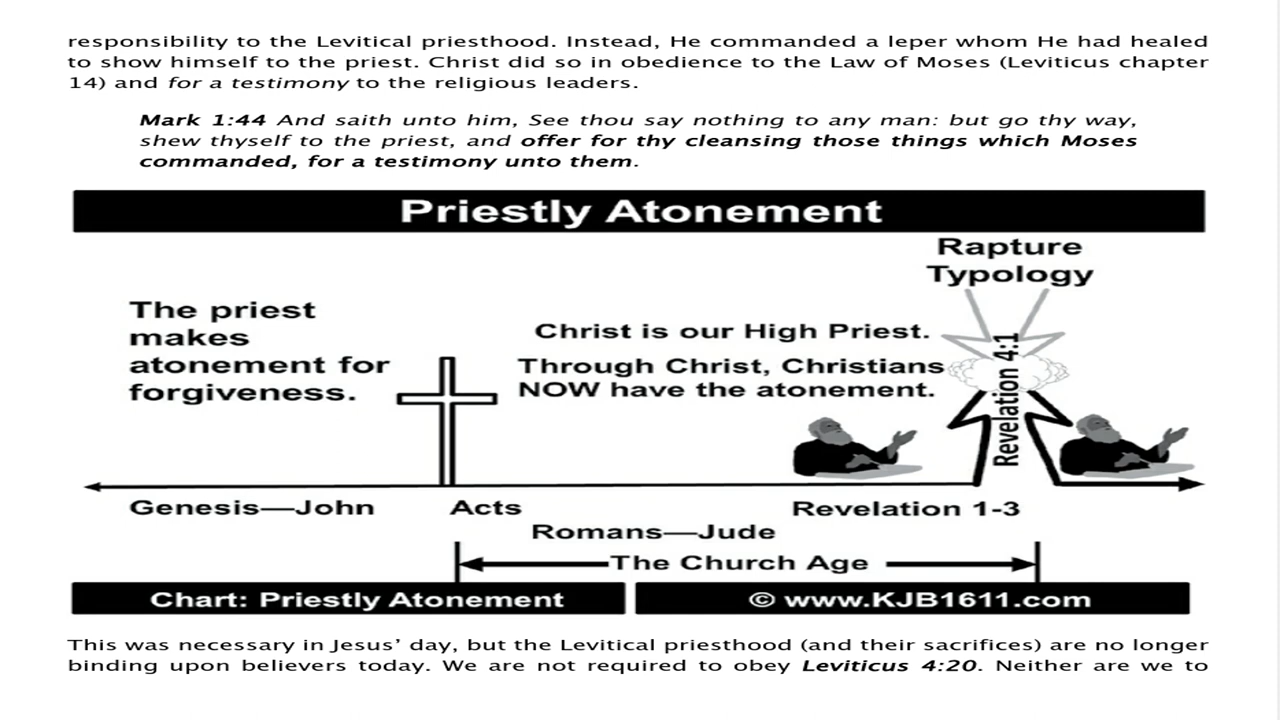 responsibility to the Levitical priesthood. Instead, He commanded a leper whom He had healed
to show himself to the priest. Christ did so in obedience to the Law of Moses (Leviticus chapter
14) and for a testimony to the religious leaders.
Mark 1:44 And saith unto him, See thou say nothing to any man: but go thy way,
shew thyself to the priest, and offer for thy cleansing those things which Moses
commanded, for a testimony unto them.
Priestly Atonement
Rapture
Typology
The priest
makes
atonement for
forgiveness.
Christ is our High Priest.
Through Christ, Christians
NOW have the atonement.
Revelation 4:1
Genesis—John
Acts
Revelation 1-3
Romans—Jude
The Church Age
Chart: Priestly Atonement
© www.KJB1611.com
This was necessary in Jesus’ day, but the Levitical priesthood (and their sacrifices) are no longer
binding upon believers today. We are not required to obey Leviticus 4:20. Neither are we to